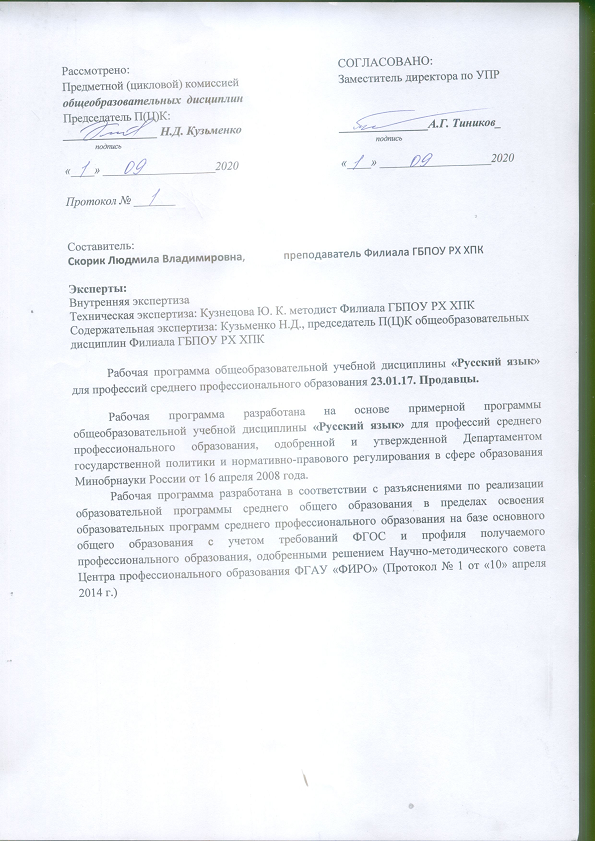 Рассмотрено:
Предметной (цикловой) комиссией
общеобразовательных дисциплин
Председатель П(Ц)К:
Н.Д. Кузьменко
подпись
« 1 » 09 2020
Протокол № 1
СОГЛАСОВАНО:
Заместитель директора по УПР
А.Г. Тиников_
подпись
« 1 » 09 2020
Составитель:
Скорик Людмила Владимировна, преподаватель Филиала ГБПОУ РХ ХПК
Эксперты:
Внутренняя экспертиза
Техническая экспертиза: Кузнецова Ю. К. методист Филиала ГБПОУ РХ ХПК
Содержательная экспертиза: Кузьменко Н.Д., председатель П(Ц)К общеобразовательных
дисциплин Филиала ГБПОУ РХ ХПК
Рабочая программа общеобразовательной учебной дисциплины «Русский язык»
для профессий среднего профессионального образования 23.01.17. Продавцы.
Рабочая программа разработана на основе примерной программы
общеобразовательной учебной дисциплины «Русский язык» для профессий среднего
профессионального образования, одобренной и утвержденной Департаментом
государственной политики и нормативно-правового регулирования в сфере образования
Минобрнауки России от 16 апреля 2008 года.
Рабочая программа разработана в соответствии с разъяснениями по реализации
образовательной программы среднего общего образования в пределах освоения
образовательных программ среднего профессионального образования на базе основного
общего образования с учетом требований ФГОС и профиля получаемого
профессионального образования, одобренными решением Научно-методического совета
Центра профессионального образования ФГАУ «ФИРО» (Протокол № 1 от «10» апреля
2014 г.)